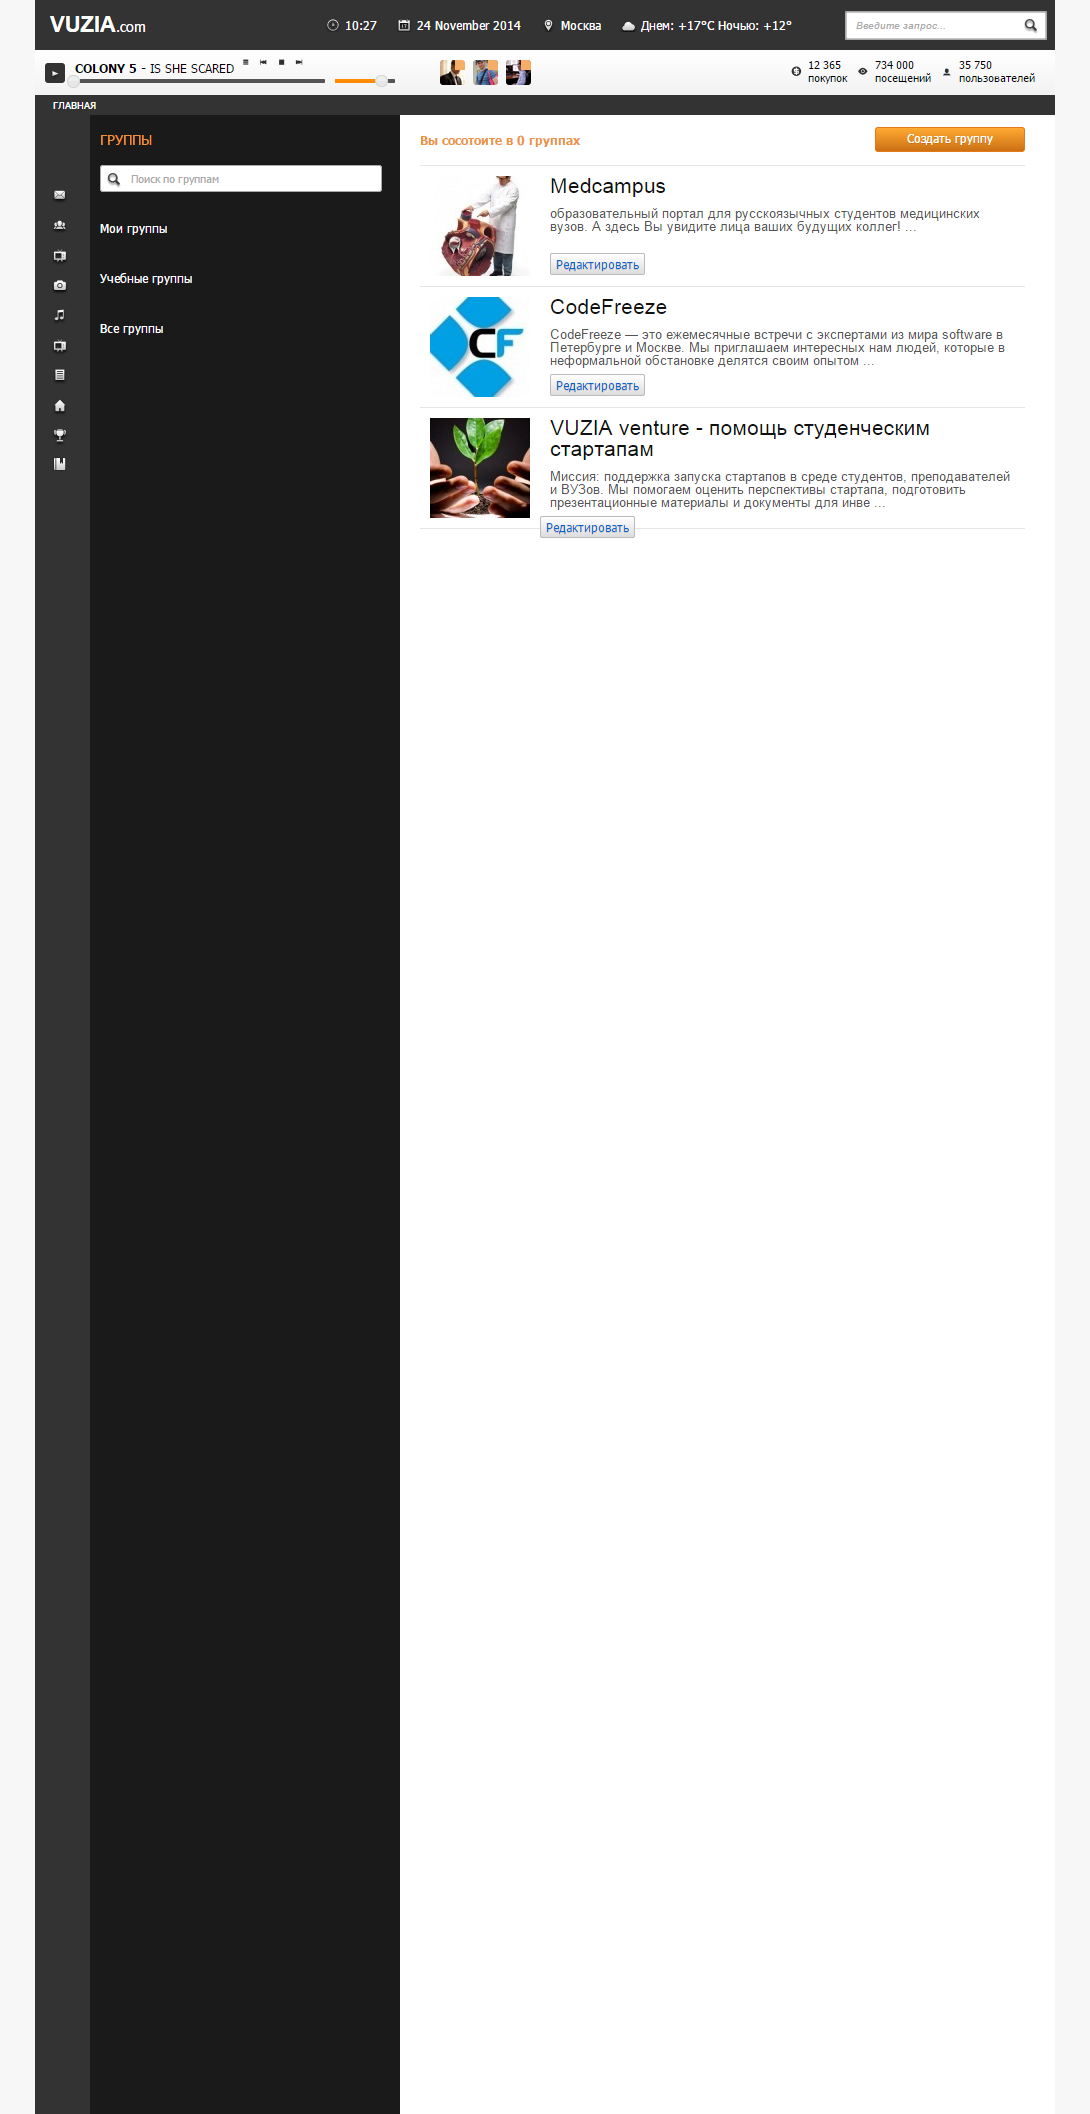 VUZIA.com
10:27
24 November 2014
Москва
Днем: +17°C Ночью: +12°
Введите запрос...
COLONY 5 - IS SHE SCARED
12 365
покупок
734 000
посещений
35 750
пользователей
ГЛАВНАЯ
ГРУППЫ
Поиск по группам
Мои группы
Учебные группы
Все группы
Вы сосотоите в 0 группах
Создать группу
Medcampus
образовательный портал для русскоязычных студентов медицинских
вузов. А здесь Вы увидите лица ваших будущих коллег! ...
Редактировать
CF
CodeFreeze
CodeFreeze — это ежемесячные встречи с экспертами из мира software в
Петербурге и Москве. Мы приглашаем интересных нам людей, которые в
неформальной обстановке делятся своим опытом ...
Редактировать
VUZIA venture - помощь студенческим
стартапам
Миссия: поддержка запуска стартапов в среде студентов, преподавателей
и ВУЗов. Мы помогаем оценить перспективы стартапа, подготовить
презентационные материалы и документы для инве ...
Редактировать